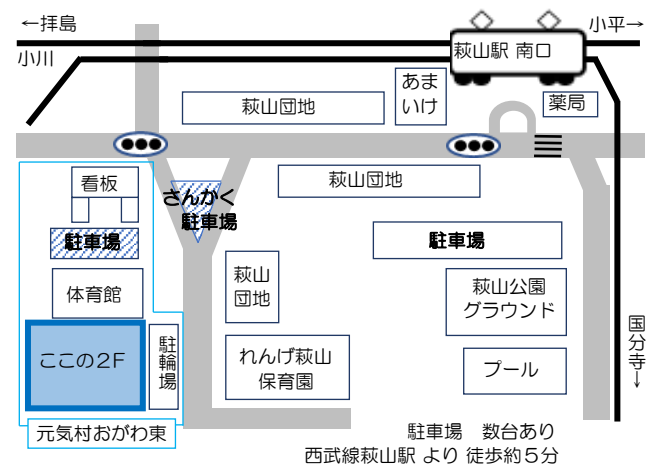 ←拝島
小平→
小川
萩山駅 南口
あま
いけ
薬局
萩山団地
萩山団地
看板
さんかく
駐車場
駐車場
駐車場
体育館
萩山
団地
萩山公園
グラウンド
ここの2F
駐輪場
れんげ萩山
保育園
プール
国分寺→
元気村おがわ東
駐車場 数台あり
西武線萩山駅 より 徒歩約5分